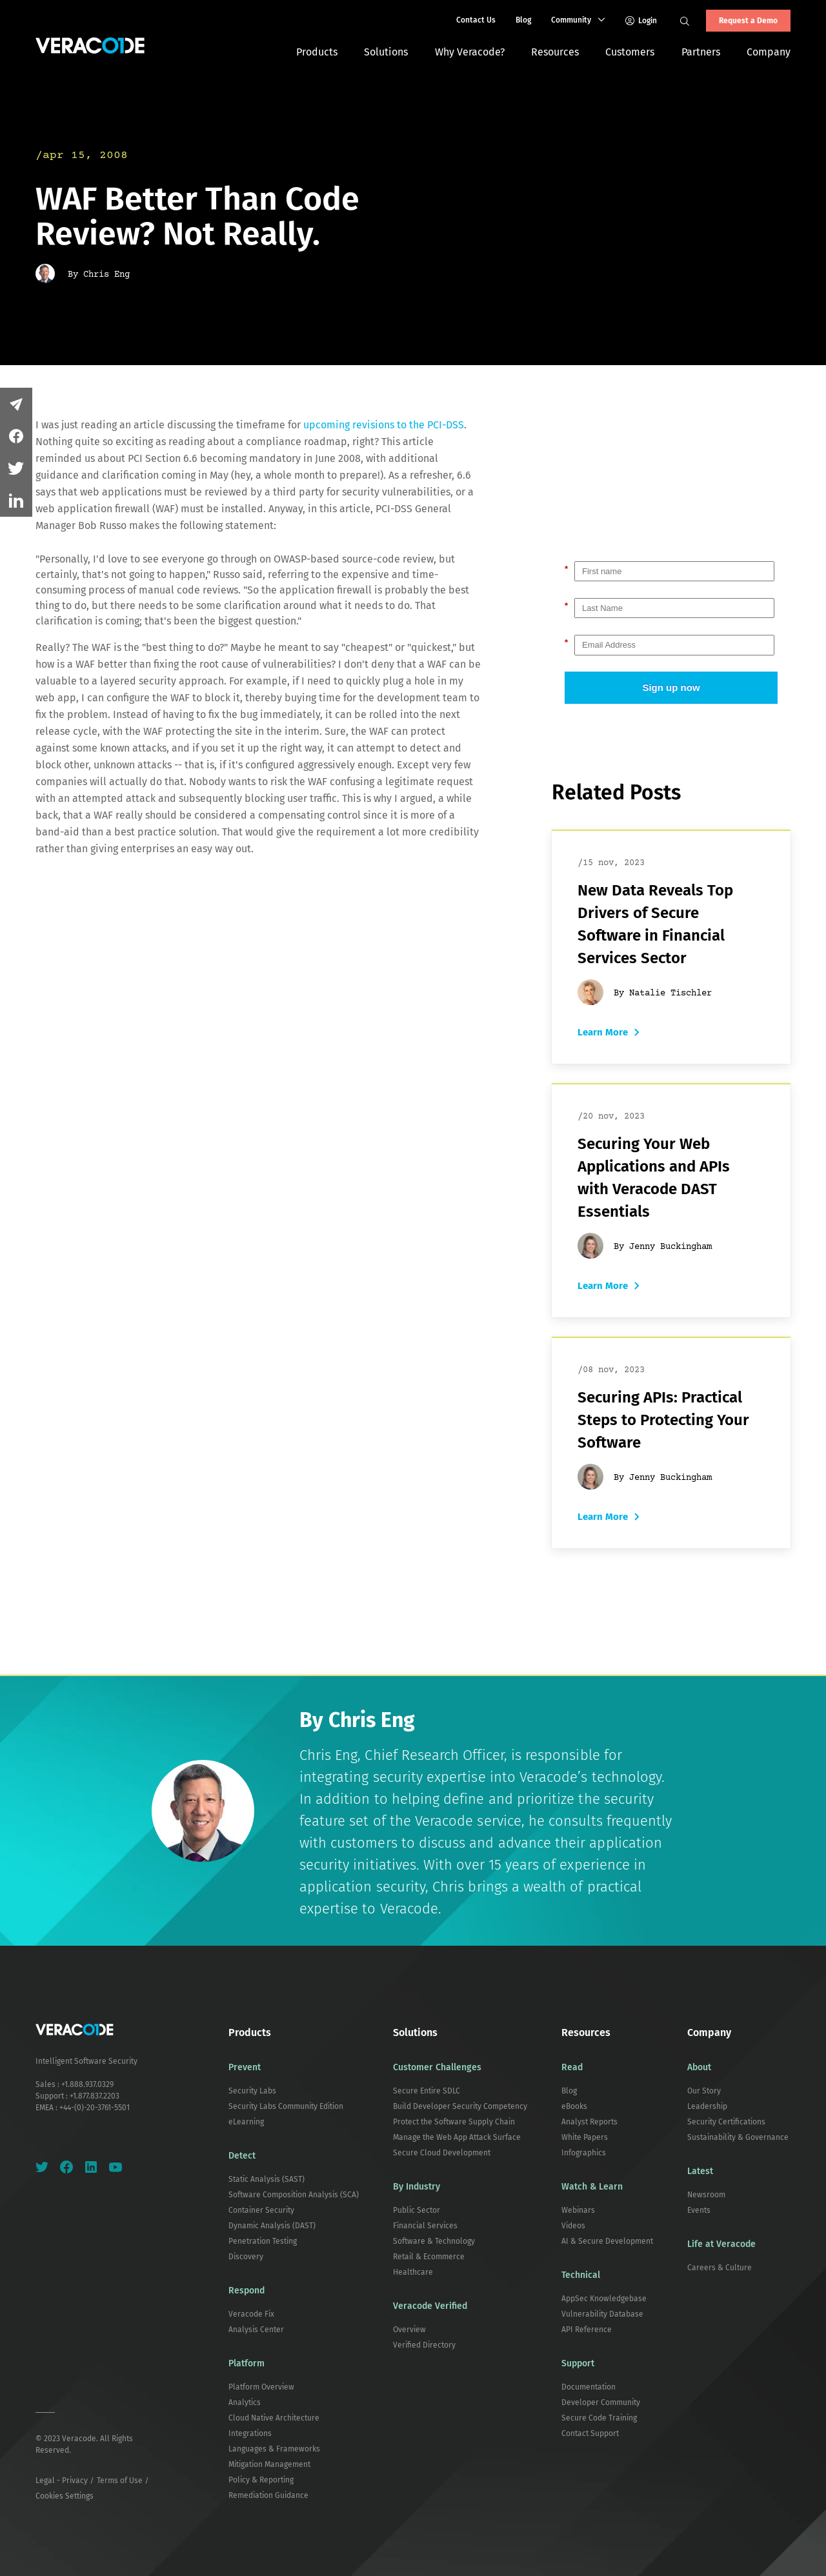 Contact Us
Blog
Community
Login
Request a Demo
VERACODE
Products
Solutions
Why Veracode?
Resources
Customers
Partners
Company
/apr 15, 2008
WAF Better Than Code
Review? Not Really.
By Chris Eng
I was just reading an article discussing the timeframe for upcoming revisions to the PCI-DSS.
Nothing quite so exciting as reading about a compliance roadmap, right? This article
reminded us about PCI Section 6.6 becoming mandatory in June 2008, with additional
guidance and clarification coming in May (hey, a whole month to prepare!). As a refresher, 6.6
says that web applications must be reviewed by a third party for security vulnerabilities, or a
web application firewall (WAF) must be installed. Anyway, in this article, PCI-DSS General
Manager Bob Russo makes the following statement:
"Personally, I'd love to see everyone go through on OWASP-based source-code review, but
certainly, that's not going to happen," Russo said, referring to the expensive and time-
consuming process of manual code reviews. "So the application firewall is probably the best
thing to do, but there needs to be some clarification around what it needs to do. That
clarification is coming; that's been the biggest question."
Really? The WAF is the "best thing to do?" Maybe he meant to say "cheapest" or "quickest," but
how is a WAF better than fixing the root cause of vulnerabilities? I don't deny that a WAF can be
valuable to a layered security approach. For example, if I need to quickly plug a hole in my
web app, I can configure the WAF to block it, thereby buying time for the development team to
fix the problem. Instead of having to fix the bug immediately, it can be rolled into the next
release cycle, with the WAF protecting the site in the interim. Sure, the WAF can protect
against some known attacks, and if you set it up the right way, it can attempt to detect and
block other, unknown attacks -- that is, if it's configured aggressively enough. Except very few
companies will actually do that. Nobody wants to risk the WAF confusing a legitimate request
with an attempted attack and subsequently blocking user traffic. This is why I argued, a while
back, that a WAF really should be considered a compensating control since it is more of a
band-aid than a best practice solution. That would give the requirement a lot more credibility
rather than giving enterprises an easy way out.
* First name
* Last Name
* Email Address
Sign up now
Related Posts
/15 nov, 2023
New Data Reveals Top
Drivers of Secure
Software in Financial
Services Sector
By Natalie Tischler
Learn More
/20 nov, 2023
Securing Your Web
Applications and APIs
with Veracode DAST
Essentials
By Jenny Buckingham
Learn More
/08 nov, 2023
Securing APIs: Practical
Steps to Protecting Your
Software
By Jenny Buckingham
Learn More
By Chris Eng
Chris Eng, Chief Research Officer, is responsible for
integrating security expertise into Veracode's technology.
In addition to helping define and prioritize the security
feature set of the Veracode service, he consults frequently
with customers to discuss and advance their application
security initiatives. With over 15 years of experience in
application security, Chris brings a wealth of practical
expertise to Veracode.
VERACODE
Intelligent Software Security
Sales : +1.888.937.0329
Support : +1.877.837.2203
EMEA : +44-(0)-20-3761-5501
© 2023 Veracode. All Rights
Reserved.
Legal - Privacy / Terms of Use /
Cookies Settings
Products
Prevent
Security Labs
Security Labs Community Edition
eLearning
Detect
Static Analysis (SAST)
Software Composition Analysis (SCA)
Container Security
Dynamic Analysis (DAST)
Penetration Testing
Discovery
Respond
Veracode Fix
Analysis Center
Platform
Platform Overview
Analytics
Cloud Native Architecture
Integrations
Languages & Frameworks
Mitigation Management
Policy & Reporting
Remediation Guidance
Solutions
Customer Challenges
Secure Entire SDLC
Build Developer Security Competency
Protect the Software Supply Chain
Manage the Web App Attack Surface
Secure Cloud Development
By Industry
Public Sector
Financial Services
Software & Technology
Retail & Ecommerce
Healthcare
Veracode Verified
Overview
Verified Directory
Resources
Read
Blog
eBooks
Analyst Reports
White Papers
Infographics
Watch & Learn
Webinars
Videos
AI & Secure Development
Technical
AppSec Knowledgebase
Vulnerability Database
API Reference
Support
Documentation
Developer Community
Secure Code Training
Contact Support
Company
About
Our Story
Leadership
Security Certifications
Sustainability & Governance
Latest
Newsroom
Events
Life at Veracode
Careers & Culture